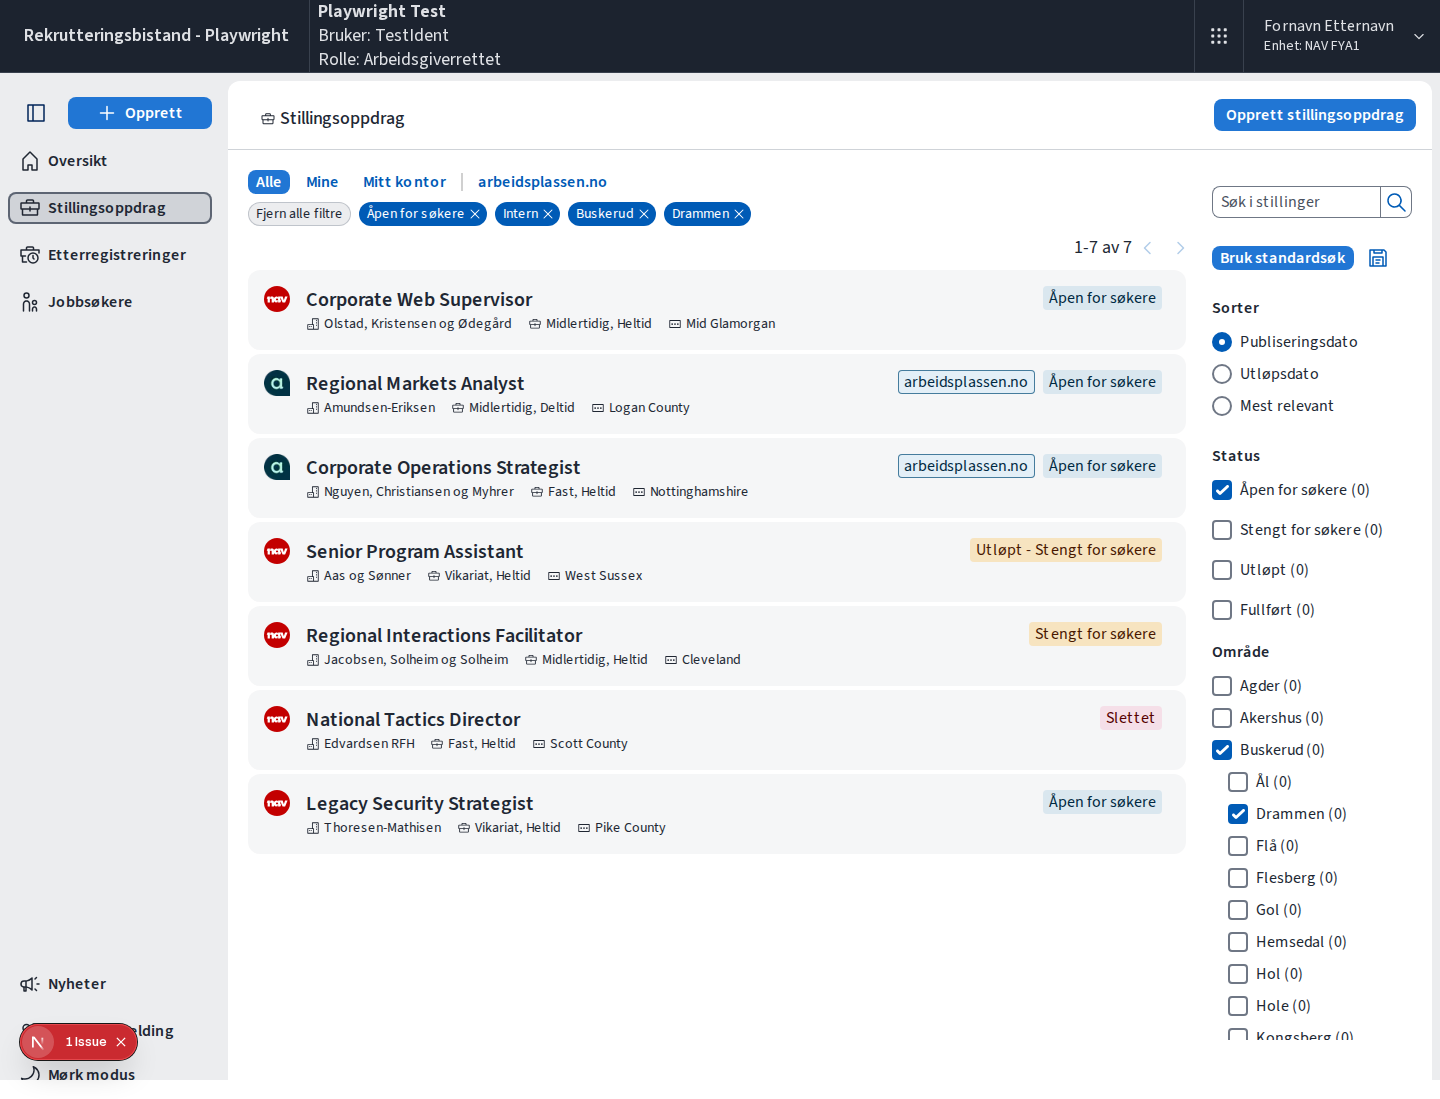 Rekrutteringsbistand - Playwright
Playwright Test
Bruker: TestIdent
Rolle: Arbeidsgiverrettet
Fornavn Etternavn
Enhet: NAV FYA1
Opprett
Oversikt
Stillingsoppdrag
Etterregistreringer
Jobbsøkere
Nyheter
elding
1 Issue
Mørk modus
Stillingsoppdrag
Opprett stillingsoppdrag
Alle Mine Mitt kontor arbeidsplassen.no
Fjern alle filtre Åpen for søkere Intern Buskerud Drammen
1-7 av 7
nav
Corporate Web Supervisor
Åpen for søkere
Olstad, Kristensen og Ødegård Midlertidig, Heltid Mid Glamorgan
a
Regional Markets Analyst
arbeidsplassen.no Åpen for søkere
Amundsen-Eriksen Midlertidig, Deltid Logan County
a
Corporate Operations Strategist
arbeidsplassen.no Åpen for søkere
Nguyen, Christiansen og Myhrer Fast, Heltid Nottinghamshire
nav
Senior Program Assistant
Utløpt - Stengt for søkere
Aas og Sønner Vikariat, Heltid West Sussex
nav
Regional Interactions Facilitator
Stengt for søkere
Jacobsen, Solheim og Solheim Midlertidig, Heltid Cleveland
nav
National Tactics Director
Slettet
Edvardsen RFH Fast, Heltid Scott County
nav
Legacy Security Strategist
Åpen for søkere
Thoresen-Mathisen Vikariat, Heltid Pike County
Søk i stillinger
Bruk standardsøk
Sorter
Publiseringsdato
Utløpsdato
Mest relevant
Status
Åpen for søkere (0)
Stengt for søkere (0)
Utløpt (0)
Fullført (0)
Område
Agder (0)
Akershus (0)
Buskerud (0)
Ål (0)
Drammen (0)
Flå (0)
Flesberg (0)
Gol (0)
Hemsedal (0)
Hol (0)
Hole (0)
Kongsberg (0)